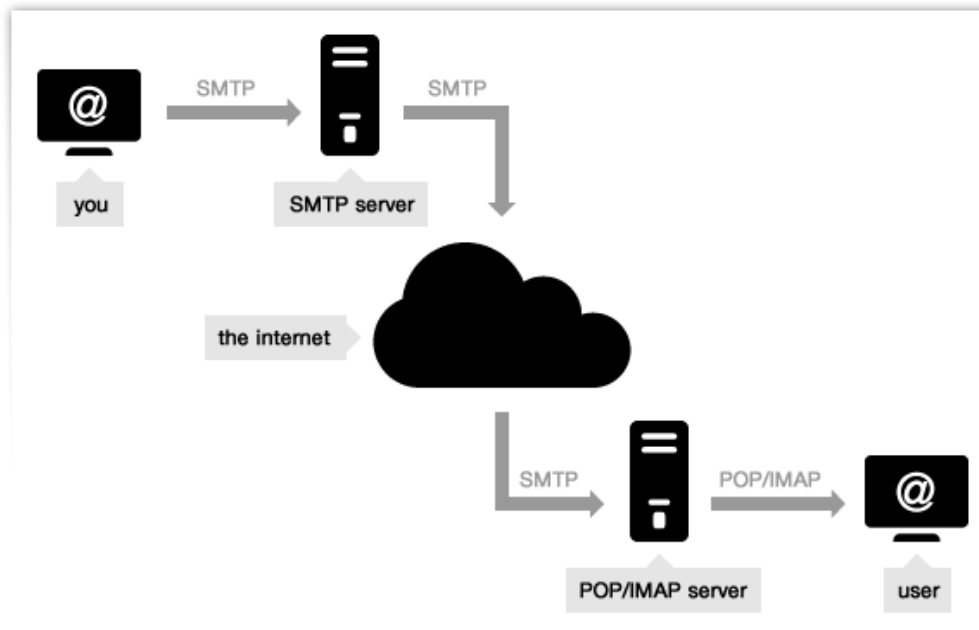 @
SMTP
SMTP
you
SMTP server
the internet
SMTP
POP/IMAP
@
POP/IMAP server
user